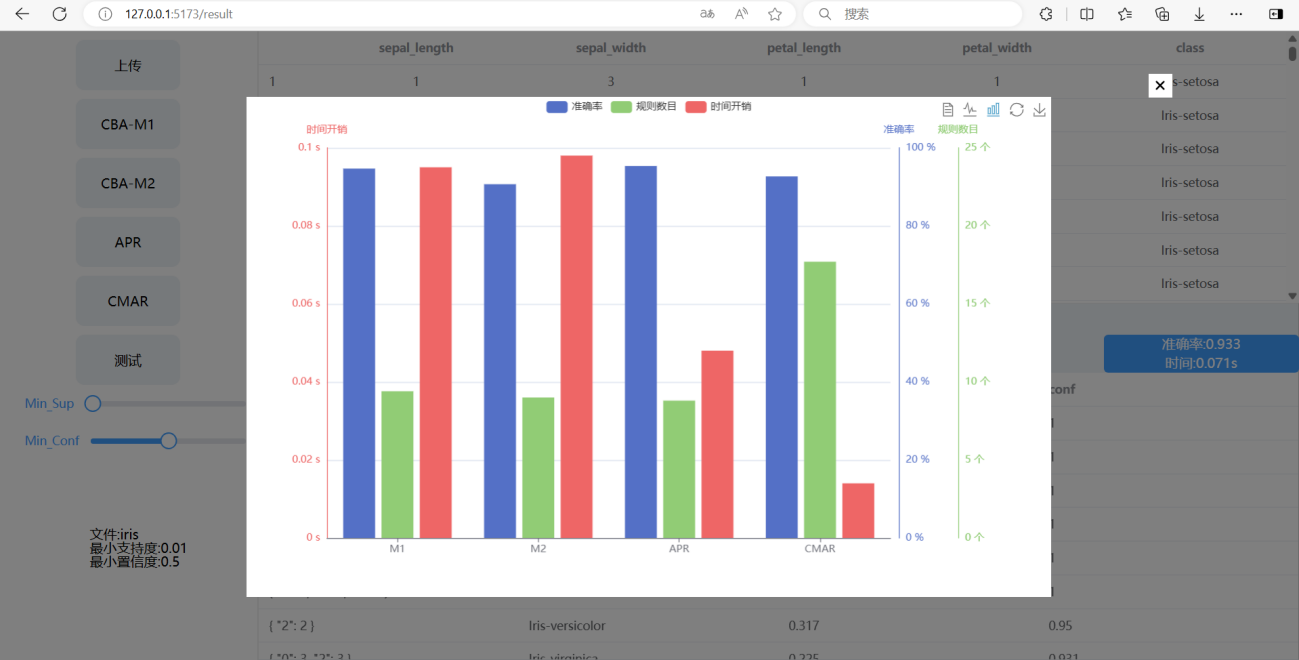 127.0.0.1:5173/result
搜索
上传
CBA-M1
CBA-M2
APR
CMAR
测试
Min_Sup
Min_Conf
文件:iris
最小支持度:0.01
最小置信度:0.5
sepal_length sepal_width petal_length petal_width class
1 1 3 1 1 s-setosa
Iris-setosa
Iris-setosa
Iris-setosa
Iris-setosa
Iris-setosa
Iris-setosa
准确率 规则数目 时间开销
时间开销 准确率 规则数目
0.1 s 100 % 25 个
0.08 s 80 % 20 个
0.06 s 60 % 15 个
0.04 s 40 % 10 个
0.02 s 20 % 5 个
0 s 0 % 0 个
M1 M2 APR CMAR
准确率:0.933
时间:0.071s
conf
{ "2": 2 } Iris-versicolor 0.317 0.95
{ "0": 3, "2": 3 } Iris-virginica 0.225 0.931